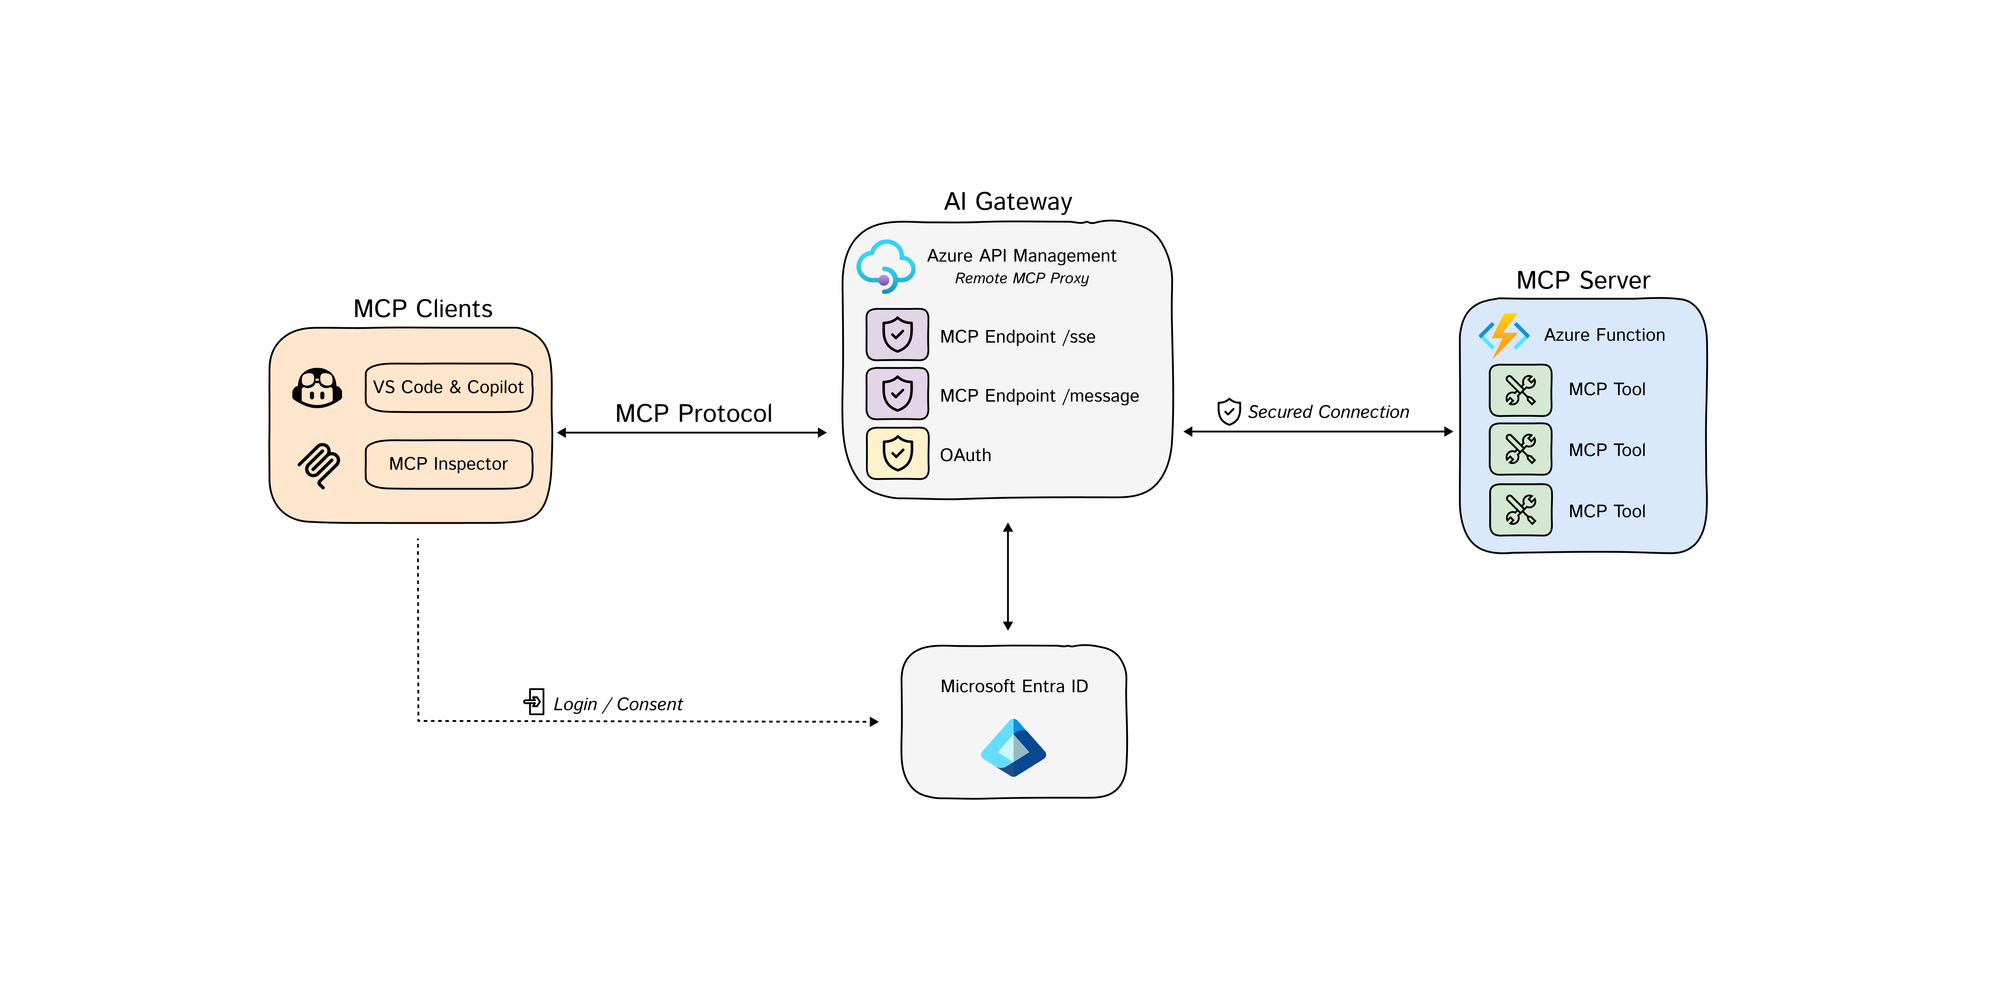 AI Gateway
Azure API Management
Remote MCP Proxy
MCP Endpoint /sse
MCP Endpoint /message
OAuth
MCP Clients
VS Code & Copilot
MCP Inspector
MCP Protocol
Secured Connection
MCP Server
Azure Function
MCP Tool
MCP Tool
MCP Tool
Login / Consent
Microsoft Entra ID